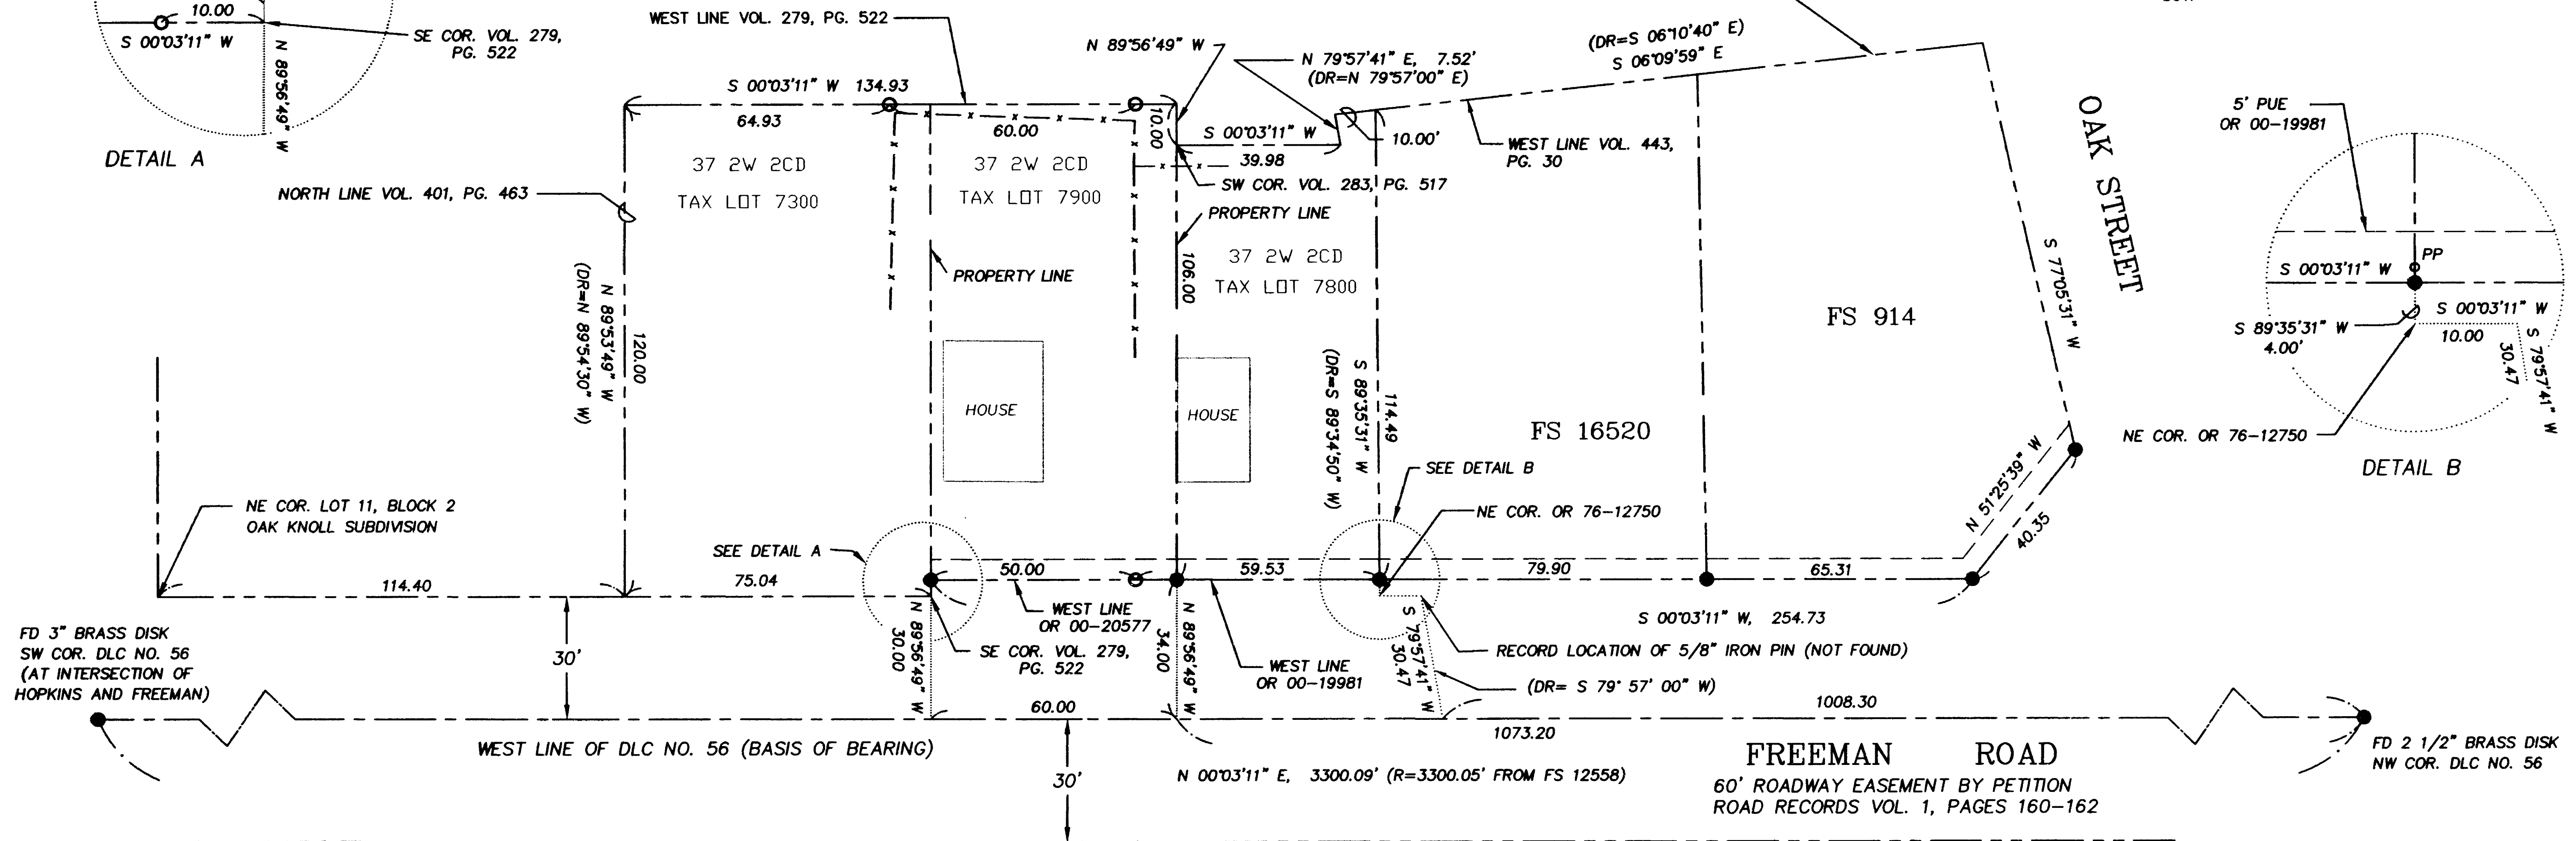 10.00
S 00°03'11" W
N 89°56'49" W
SE COR. VOL. 279,
PG. 522
DETAIL A
WEST LINE VOL. 279, PG. 522
N 89°56'49" W
N 79°57'41" E, 7.52'
(DR=N 79°57'00" E)
(DR=S 06°10'40" E)
S 06°09'59" E
S 00°03'11" W 134.93
64.93
60.00
10.00
S 00°03'11" W
39.98
10.00'
WEST LINE VOL. 443,
PG. 30
SW COR. VOL. 283, PG. 517
PROPERTY LINE
37 2W 2CD
TAX LOT 7300
37 2W 2CD
TAX LOT 7900
37 2W 2CD
TAX LOT 7800
NORTH LINE VOL. 401, PG. 463
PROPERTY LINE
106.00
120.00
N 89°53'49" W
(DR=N 89°54'30" W)
HOUSE
HOUSE
114.49
S 89°35'31" W
(DR=S 89°34'50" W)
FS 16520
FS 914
OAK STREET
S 77°05'31" W
N 51°25'39" W
40.35
5' PUE
OR 00-19981
PP
S 00°03'11" W
S 00°03'11" W
10.00
S 89°35'31" W
4.00'
30.47
S 79°57'41" W
NE COR. OR 76-12750
DETAIL B
NE COR. LOT 11, BLOCK 2
OAK KNOLL SUBDIVISION
SEE DETAIL A
SEE DETAIL B
NE COR. OR 76-12750
114.40
75.04
50.00
59.53
79.90
65.31
WEST LINE
OR 00-20577
SE COR. VOL. 279,
PG. 522
N 89°56'49" W
30.00
N 89°56'49" W
34.00
WEST LINE
OR 00-19981
S 79°57'41" W
30.47
S 00°03'11" W, 254.73
RECORD LOCATION OF 5/8" IRON PIN (NOT FOUND)
(DR= S 79° 57' 00" W)
FD 3" BRASS DISK
SW COR. DLC NO. 56
(AT INTERSECTION OF
HOPKINS AND FREEMAN)
30'
60.00
1008.30
1073.20
WEST LINE OF DLC NO. 56 (BASIS OF BEARING)
30'
N 00°03'11" E, 3300.09' (R=3300.05' FROM FS 12558)
FREEMAN ROAD
60' ROADWAY EASEMENT BY PETITION
ROAD RECORDS VOL. 1, PAGES 160-162
FD 2 1/2" BRASS DISK
NW COR. DLC NO. 56